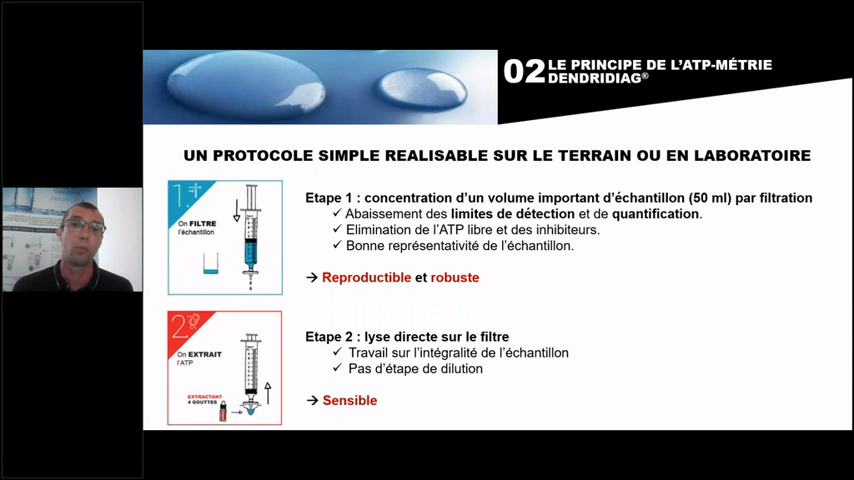 02 LE PRINCIPE DE L'ATP-MÉTRIE
DENDRIDIAG®
UN PROTOCOLE SIMPLE REALISABLE SUR LE TERRAIN OU EN LABORATOIRE
1.
On FILTRE
l'échantillon
Etape 1 : concentration d'un volume important d'échantillon (50 ml) par filtration
✓ Abaissement des limites de détection et de quantification.
✓ Elimination de l'ATP libre et des inhibiteurs.
✓ Bonne représentativité de l'échantillon.
→ Reproductible et robuste
2
On EXTRAIT
l'ATP
EXTRACTANT
4 GOUTTES
Etape 2 : lyse directe sur le filtre
✓ Travail sur l'intégralité de l'échantillon
✓ Pas d'étape de dilution
→ Sensible